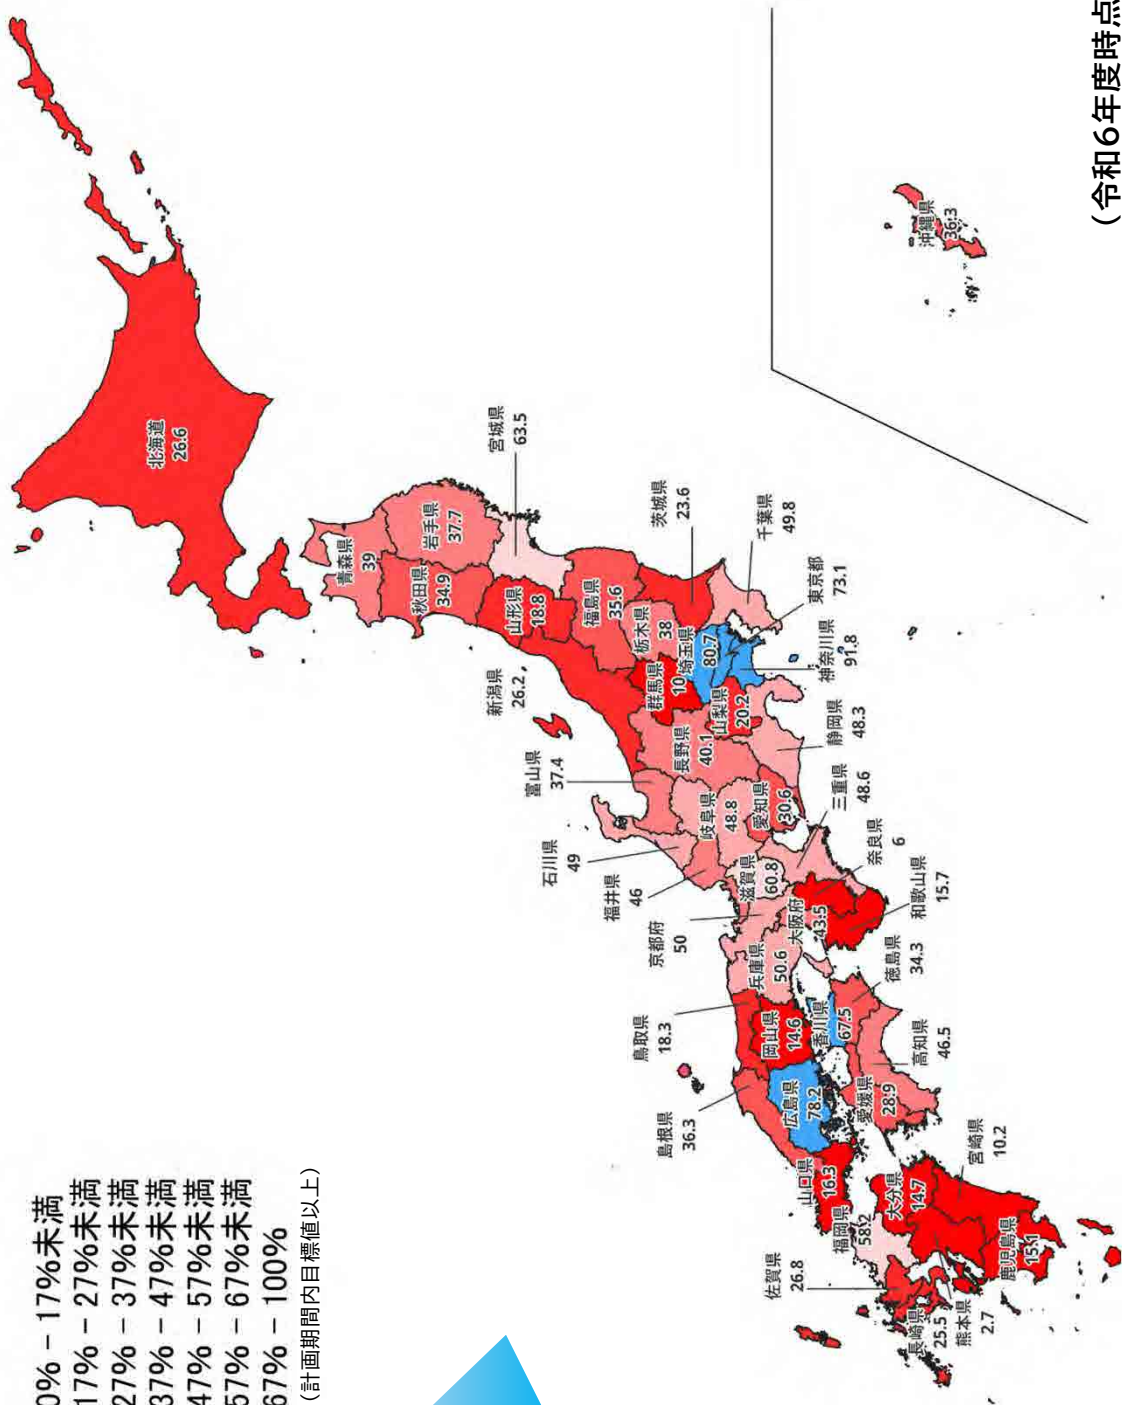 0% – 17%未満
17% – 27%未満
27% – 37%未満
37% – 47%未満
47% – 57%未満
57% – 67%未満
67% – 100%
(計画期間内目標値以上)
北海道
26.6
青森県
39
岩手県
37.7
宮城県
63.5
秋田県
34.9
山形県
18.8
福島県
35.6
茨城県
23.6
栃木県
38
群馬県
10
埼玉県
80.7
千葉県
49.8
東京都
73.1
神奈川県
91.8
新潟県
26.2
富山県
37.4
石川県
49
福井県
46
山梨県
20.2
長野県
40.1
岐阜県
48.8
静岡県
48.3
愛知県
30.6
三重県
48.6
滋賀県
60.8
京都府
50
大阪府
43.5
兵庫県
50.6
奈良県
6
和歌山県
15.7
鳥取県
18.3
島根県
36.3
岡山県
14.6
広島県
78.2
山口県
16.3
徳島県
34.3
香川県
67.5
愛媛県
28.9
高知県
46.5
福岡県
58.2
佐賀県
26.8
長崎県
25.5
熊本県
2.7
大分県
14.7
宮崎県
10.2
鹿児島県
15.1
沖縄県
36.3
(令和6年度時点